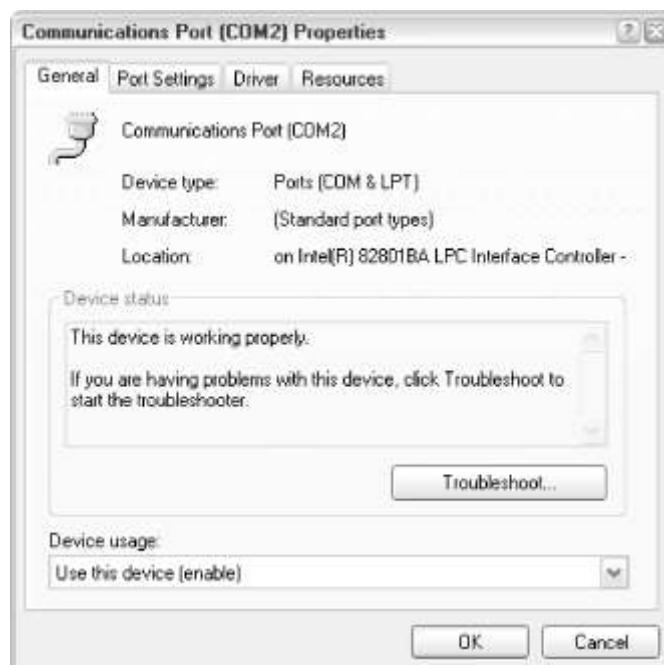 Communications Port (COM2) Properties
General Port Settings Driver Resources
Communications Port (COM2)
Device type: Ports (COM & LPT)
Manufacturer: (Standard port types)
Location: on Intel(R) 82801BA LPC Interface Controller -
Device status
This device is working properly.
If you are having problems with this device, click Troubleshoot to
start the troubleshooter.
Troubleshoot...
Device usage:
Use this device (enable)
OK Cancel